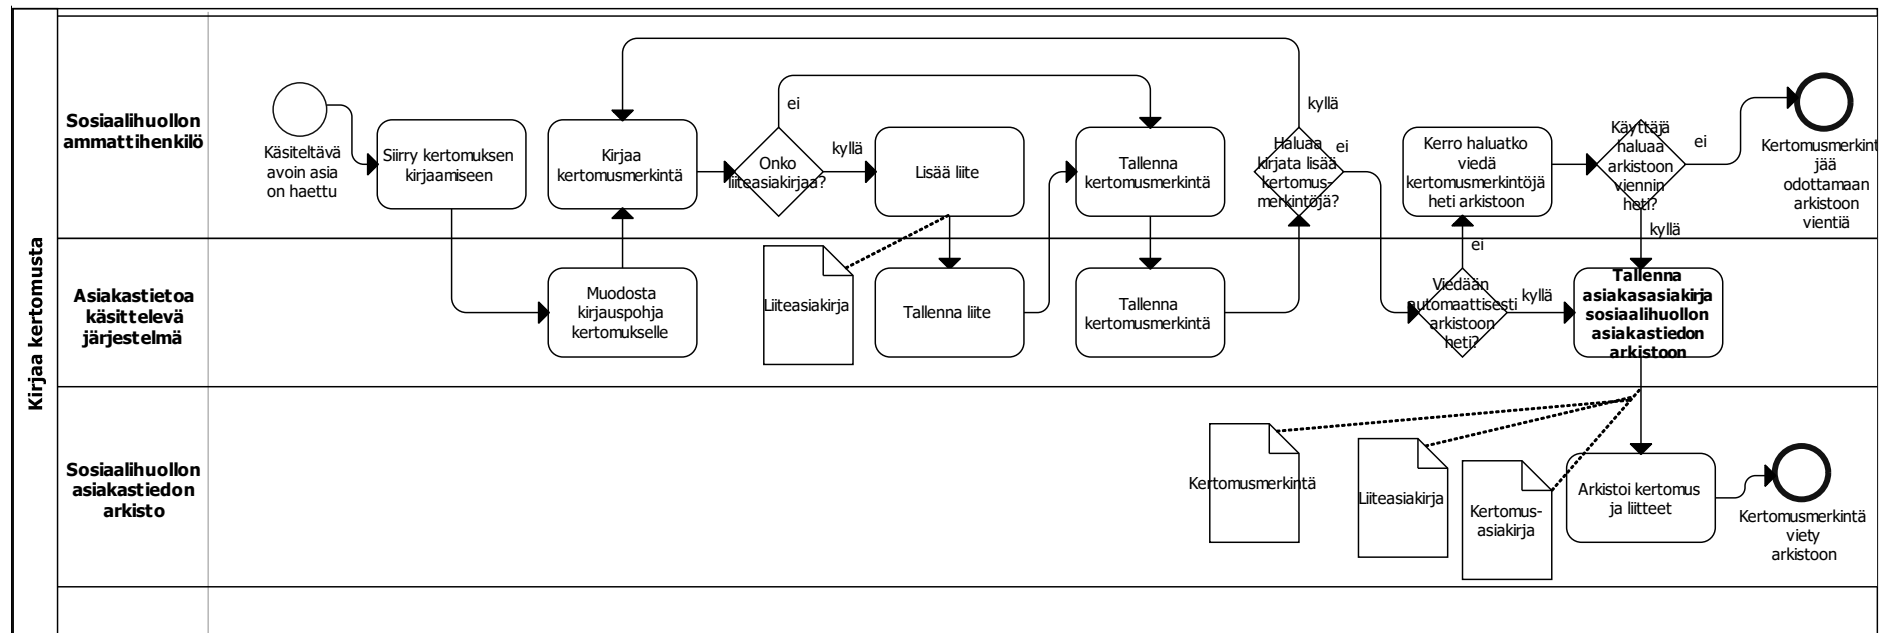 Kirjaa kertomusta
Sosiaalihuollon
ammattihenkilö
Käsiteltävä
avoin asia
on haettu
Siirry kertomuksen
kirjaamiseen
Kirjaa
kertomusmerkintä
Onko
liiteasiakirjaa?
ei
kyllä
Lisää liite
Tallenna
kertomusmerkintä
Haluaa
kirjata lisää
kertomus-
merkintöjä?
kyllä
ei
Kerro haluatko
viedä
kertomusmerkintöjä
heti arkistoon
Käyttäjä
haluaa
arkistoon
viennin
heti?
ei
kyllä
Kertomusmerkint
jää
odottamaan
arkistoon
vientiä
Asiakastietoa
käsittelevä
järjestelmä
Muodosta
kirjauspohja
kertomukselle
Liiteasiakirja
Tallenna liite
Tallenna
kertomusmerkintä
Viedään
automaattisesti
arkistoon
heti?
ei
kyllä
Tallenna
asiakasasiakirja
sosiaalihuollon
asiakastiedon
arkistoon
Sosiaalihuollon
asiakastiedon
arkisto
Kertomusmerkintä
Liiteasiakirja
Kertomus-
asiakirja
Arkistoi kertomus
ja liitteet
Kertomusmerkintä
viety
arkistoon